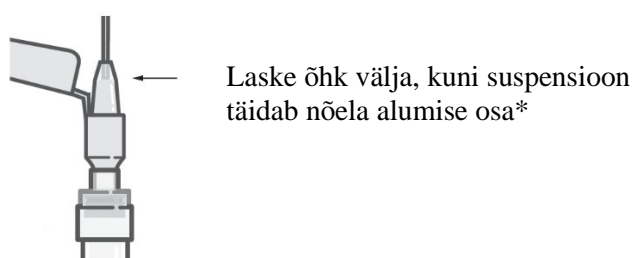 Laske õhk välja, kuni suspensioon
täidab nõela alumise osa*